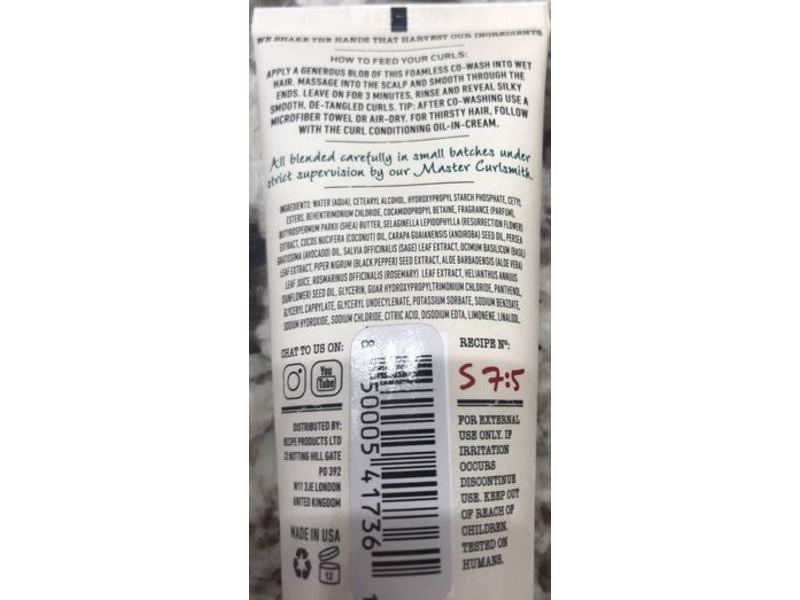 WE SHAKE THE HANDS THAT HARVEST OUR INGREDIENTS
HOW TO FEED YOUR CURLS:
APPLY A GENEROUS BLOB OF THIS FOAMLESS CO-WASH INTO WET
HAIR. MASSAGE INTO THE SCALP AND SMOOTH THROUGH THE
ENDS. LEAVE ON FOR 3 MINUTES, RINSE AND REVEAL SILKY
SMOOTH, DE-TANGLED CURLS. TIP: AFTER CO-WASHING USE A
MICROFIBER TOWEL OR AIR-DRY. FOR THIRSTY HAIR, FOLLOW
WITH THE CURL CONDITIONING OIL-IN-CREAM.
All blended carefully in small batches under
strict supervision by our Master Curlsmith.
INGREDIENTS: WATER (AQUA), CETEARYL ALCOHOL, HYDROXYPROPYL STARCH PHOSPHATE, CETYL
ESTERS, BEHENTRIMONIUM CHLORIDE, COCAMIDOPROPYL BETAINE, FRAGRANCE (PARFUM),
BUTYROSPERMUM PARKII (SHEA) BUTTER, SELAGINELLA LEPIDOPHYLLA (RESURRECTION FLOWER)
EXTRACT, COCOS NUCIFERA (COCONUT) OIL, CARAPA GUAIANENSIS (ANDIROBA) SEED OIL, PERSEA
GRATISSIMA (AVOCADO) OIL, SALVIA OFFICINALIS (SAGE) LEAF EXTRACT, OCIMUM BASILICUM (BASIL)
LEAF EXTRACT, PIPER NIGRUM (BLACK PEPPER) SEED EXTRACT, ALOE BARBADENSIS (ALOE VERA)
LEAF JUICE, ROSMARINUS OFFICINALIS (ROSEMARY) LEAF EXTRACT, HELIANTHUS ANNUUS
(SUNFLOWER) SEED OIL, GLYCERIN, GUAR HYDROXYPROPYLTRIMONIUM CHLORIDE, PANTHENOL,
GLYCERYL CAPRYLATE, GLYCERYL UNDECYLENATE, POTASSIUM SORBATE, SODIUM BENZOATE,
SODIUM HYDROXIDE, SODIUM CHLORIDE, CITRIC ACID, DISODIUM EDTA, LIMONENE, LINALOOL.
CHAT TO US ON:
You
Tube
DISTRIBUTED BY:
RECIPE PRODUCTS LTD
12 NOTTING HILL GATE
PO 392
W11 3JE LONDON
UNITED KINGDOM
MADE IN USA
12
50005 41736
RECIPE Nº:
S 7:5
FOR EXTERNAL
USE ONLY. IF
IRRITATION
OCCURS
DISCONTINUE
USE. KEEP OUT
OF REACH OF
CHILDREN.
TESTED ON
HUMANS.